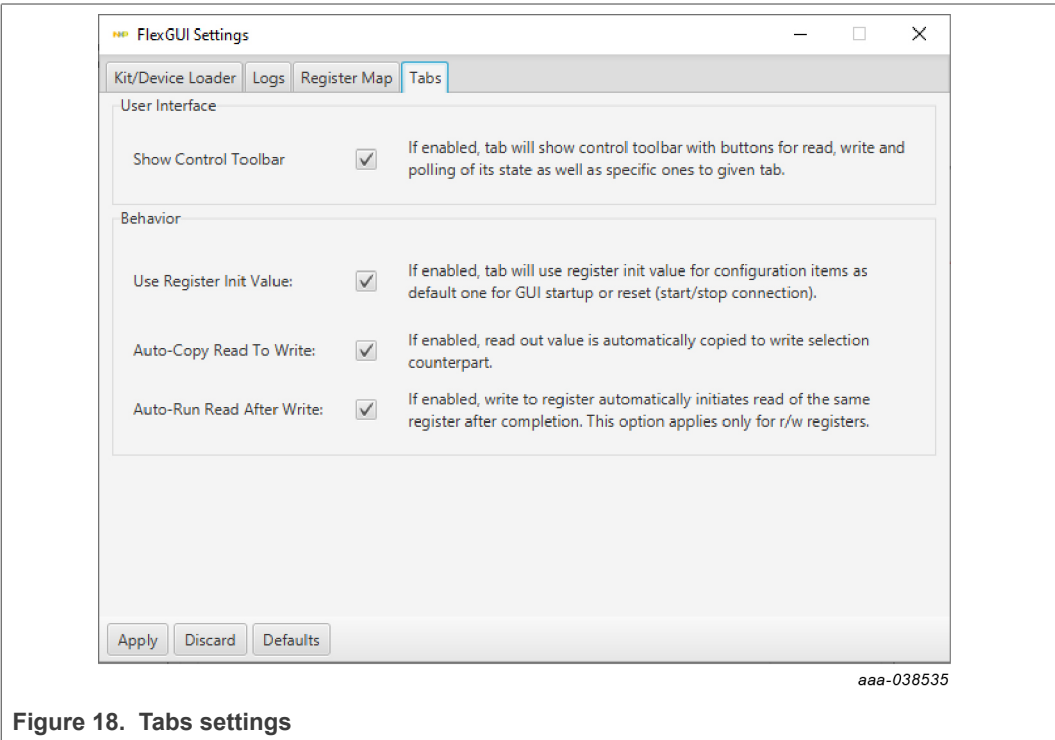 FlexGUI Settings
Kit/Device Loader Logs Register Map Tabs
User Interface
Show Control Toolbar
If enabled, tab will show control toolbar with buttons for read, write and
polling of its state as well as specific ones to given tab.
Behavior
Use Register Init Value:
If enabled, tab will use register init value for configuration items as
default one for GUI startup or reset (start/stop connection).
Auto-Copy Read To Write:
If enabled, read out value is automatically copied to write selection
counterpart.
Auto-Run Read After Write:
If enabled, write to register automatically initiates read of the same
register after completion. This option applies only for r/w registers.
Apply Discard Defaults
aaa-038535
Figure 18. Tabs settings